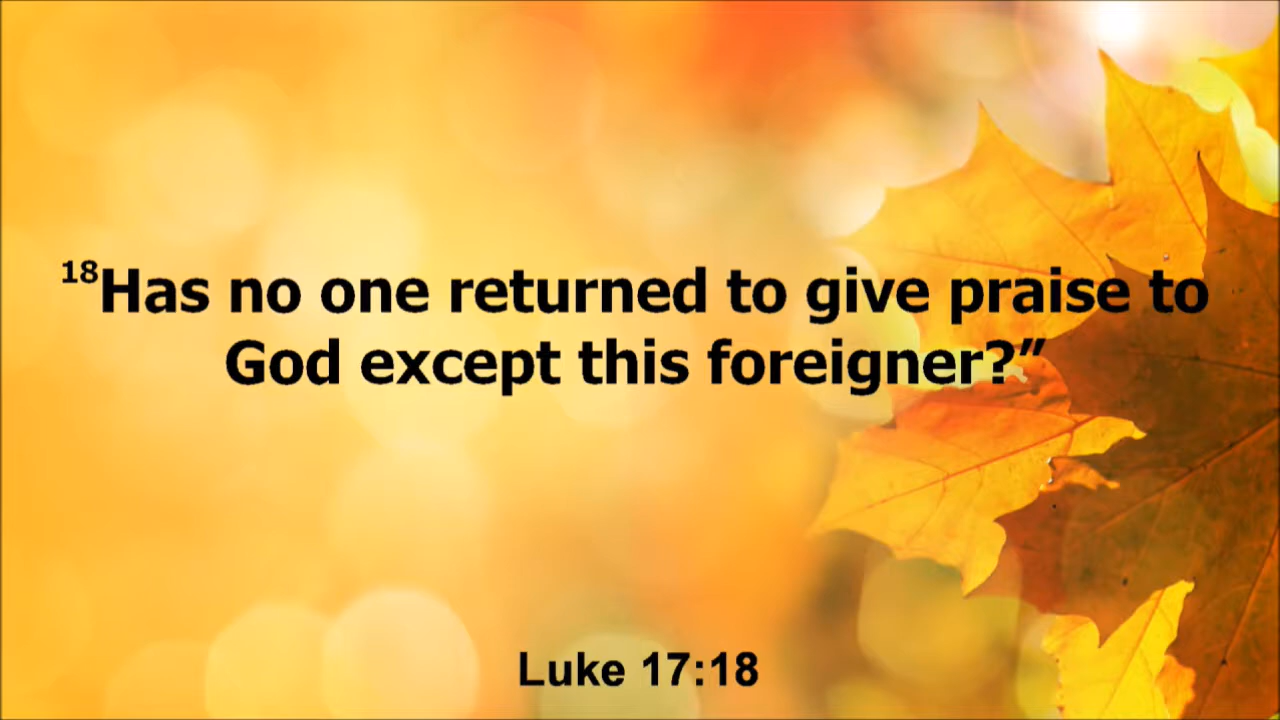 ¹⁸Has no one returned to give praise to
God except this foreigner?”
Luke 17:18